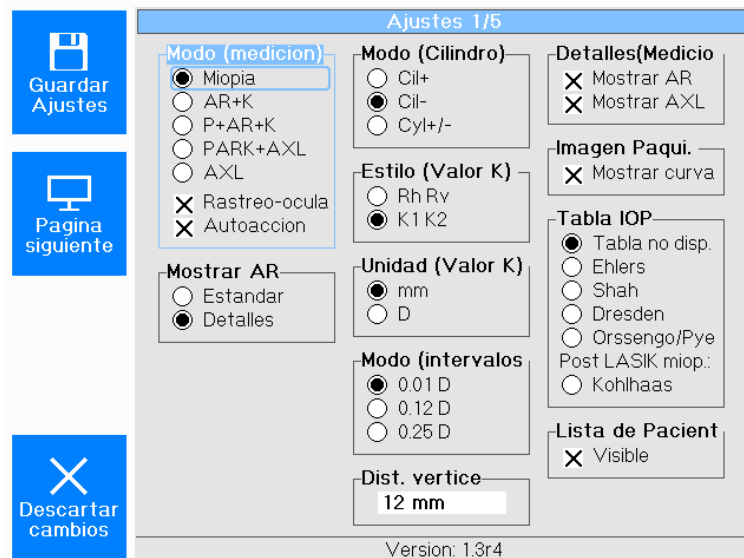 Ajustes 1/5
Guardar
Ajustes
Pagina
siguiente
Descartar
cambios
Modo (medicion)
Miopia
AR+K
P+AR+K
PARK+AXL
AXL
Rastreo-ocula
Autoaccion
Mostrar AR
Estandar
Detalles
Modo (Cilindro)
Cil+
Cil-
Cyl+/-
Estilo (Valor K)
Rh Rv
K1 K2
Unidad (Valor K)
mm
D
Modo (intervalos
0.01 D
0.12 D
0.25 D
Dist. vertice
12 mm
Detalles(Medicio
Mostrar AR
Mostrar AXL
Imagen Paqui.
Mostrar curva
Tabla IOP
Tabla no disp.
Ehlers
Shah
Dresden
Orssengo/Pye
Post LASIK miop.:
Kohlhaas
Lista de Pacient
Visible
Version: 1.3r4